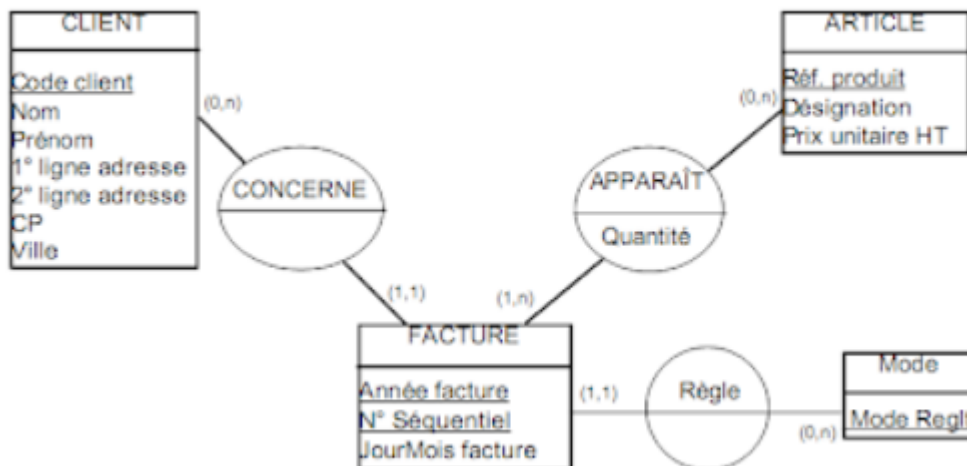 CLIENT
Code client
Nom
Prénom
1° ligne adresse
2° ligne adresse
CP
Ville
(0,n)
CONCERNE
(1,1)
ARTICLE
Réf. produit
Désignation
Prix unitaire HT
(0,n)
APPARAÎT
Quantité
(1,n)
FACTURE
Année facture
N° Séquentiel
JourMois facture
(1,1)
Règle
(0,n)
Mode
Mode Reglt